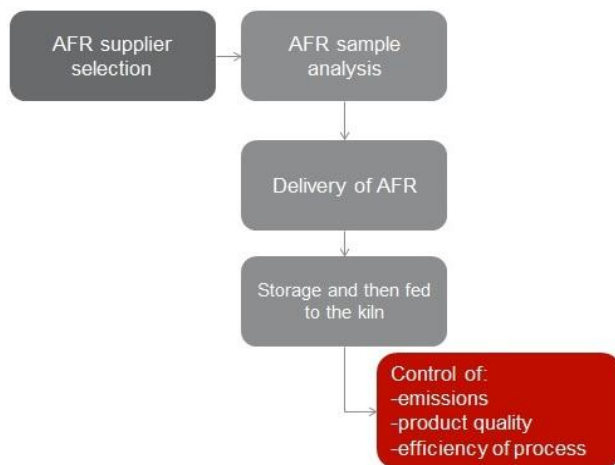 AFR supplier
selection
AFR sample
analysis
Delivery of AFR
Storage and then fed
to the kiln
Control of:
-emissions
-product quality
-efficiency of process